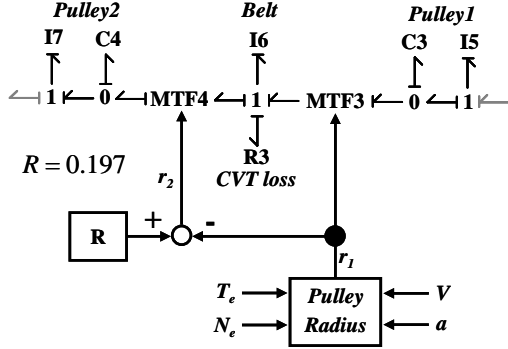 Pulley2 Belt Pulley1
I7 C4 I6 C3 I5
1 0 MTF4 1 MTF3 0 1
R3
CVT loss
R = 0.197
r2
R + -
r1
Te Pulley V
Ne Radius a